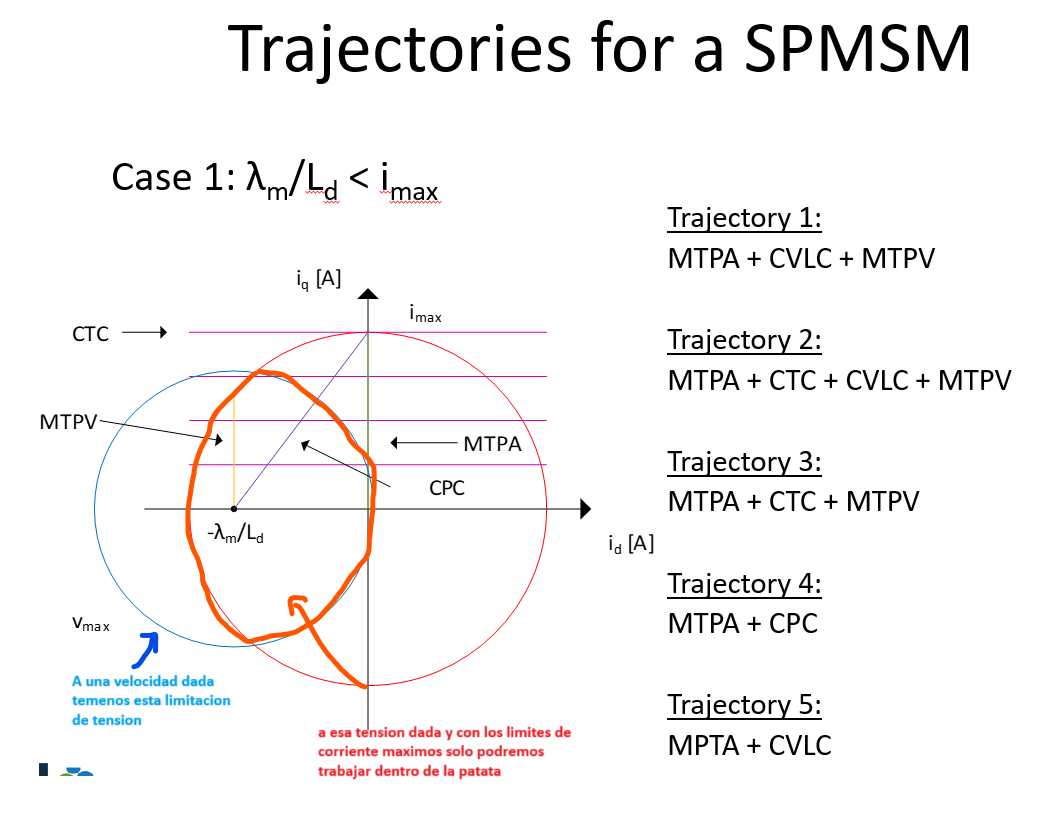 Trajectories for a SPMSM
Case 1: λm/Ld < imax
iq [A]
imax
CTC
MTPV
MTPA
CPC
-λm/Ld
id [A]
vmax
A una velocidad dada
temenos esta limitacion
de tension
a esa tension dada y con los limites de
corriente maximos solo podremos
trabajar dentro de la patata
Trajectory 1:
MTPA + CVLC + MTPV
Trajectory 2:
MTPA + CTC + CVLC + MTPV
Trajectory 3:
MTPA + CTC + MTPV
Trajectory 4:
MTPA + CPC
Trajectory 5:
MPTA + CVLC